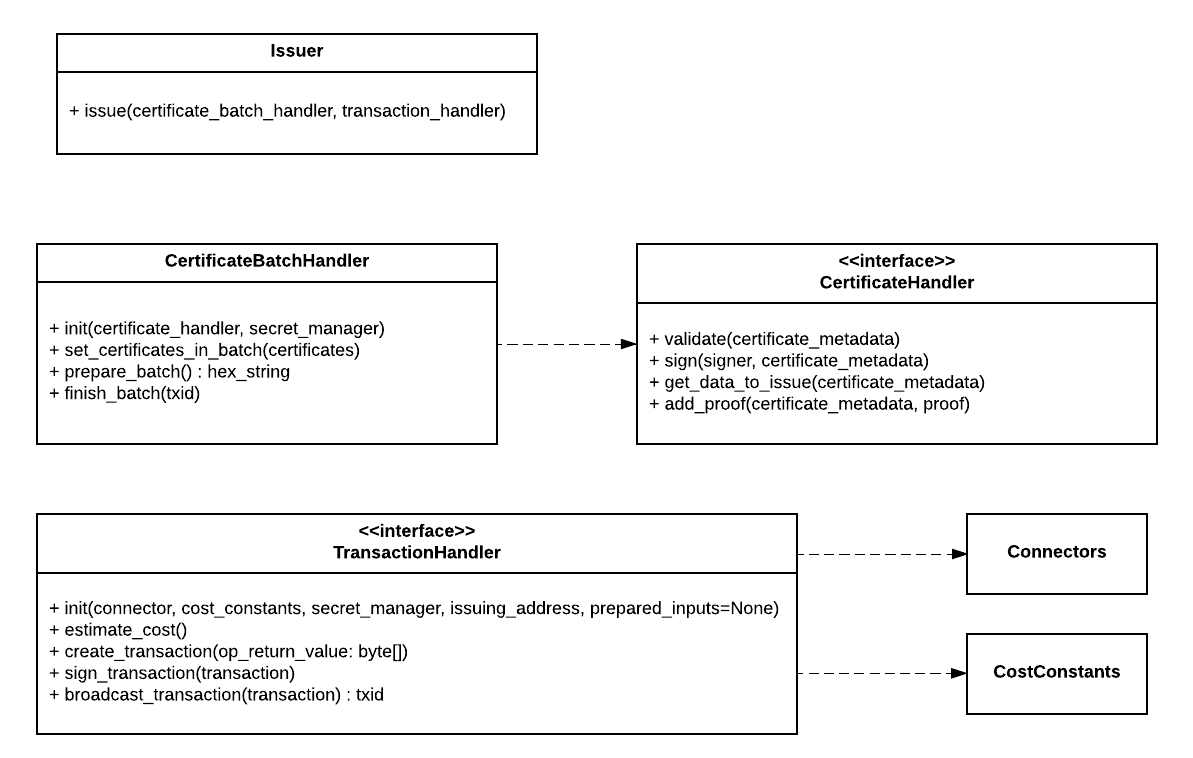 Issuer
+ issue(certificate_batch_handler, transaction_handler)
CertificateBatchHandler
+ init(certificate_handler, secret_manager)
+ set_certificates_in_batch(certificates)
+ prepare_batch() : hex_string
+ finish_batch(txid)
<<interface>>
CertificateHandler
+ validate(certificate_metadata)
+ sign(signer, certificate_metadata)
+ get_data_to_issue(certificate_metadata)
+ add_proof(certificate_metadata, proof)
<<interface>>
TransactionHandler
+ init(connector, cost_constants, secret_manager, issuing_address, prepared_inputs=None)
+ estimate_cost()
+ create_transaction(op_return_value: byte[])
+ sign_transaction(transaction)
+ broadcast_transaction(transaction) : txid
Connectors
CostConstants